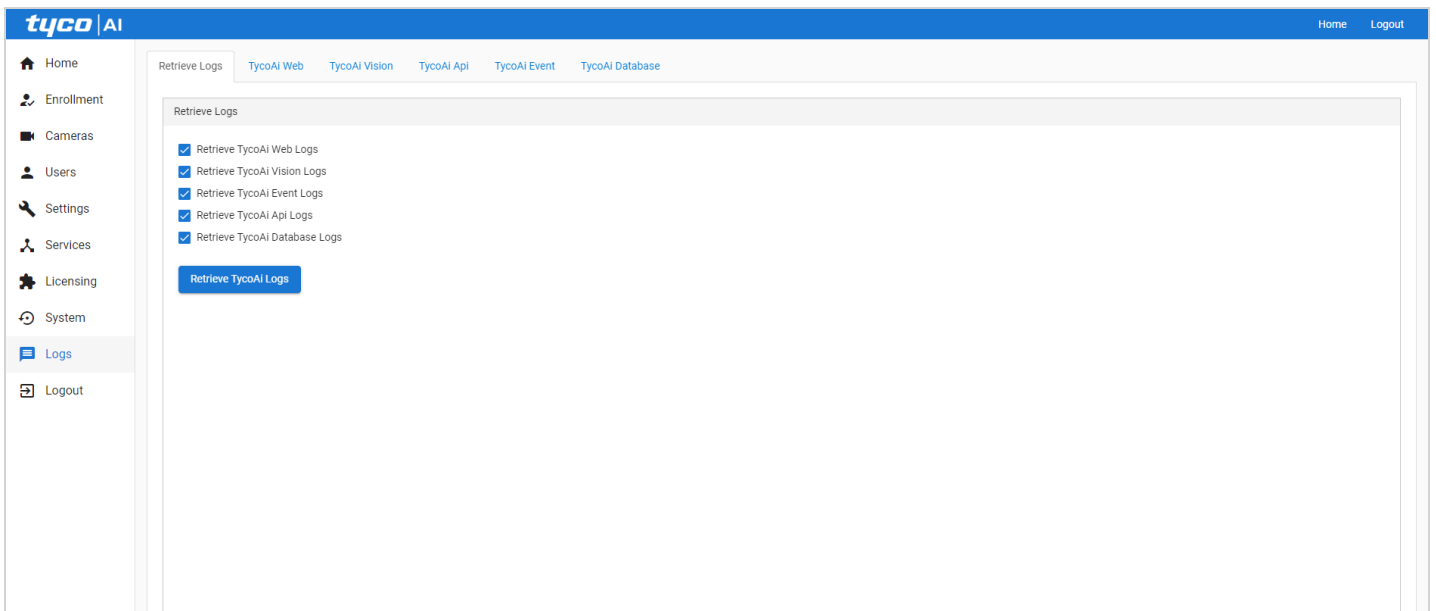 tyco AI
Home Logout
Home
Enrollment
Cameras
Users
Settings
Services
Licensing
System
Logs
Logout
Retrieve Logs TycoAi Web TycoAi Vision TycoAi Api TycoAi Event TycoAi Database
Retrieve Logs
Retrieve TycoAi Web Logs
Retrieve TycoAi Vision Logs
Retrieve TycoAi Event Logs
Retrieve TycoAi Api Logs
Retrieve TycoAi Database Logs
Retrieve TycoAi Logs